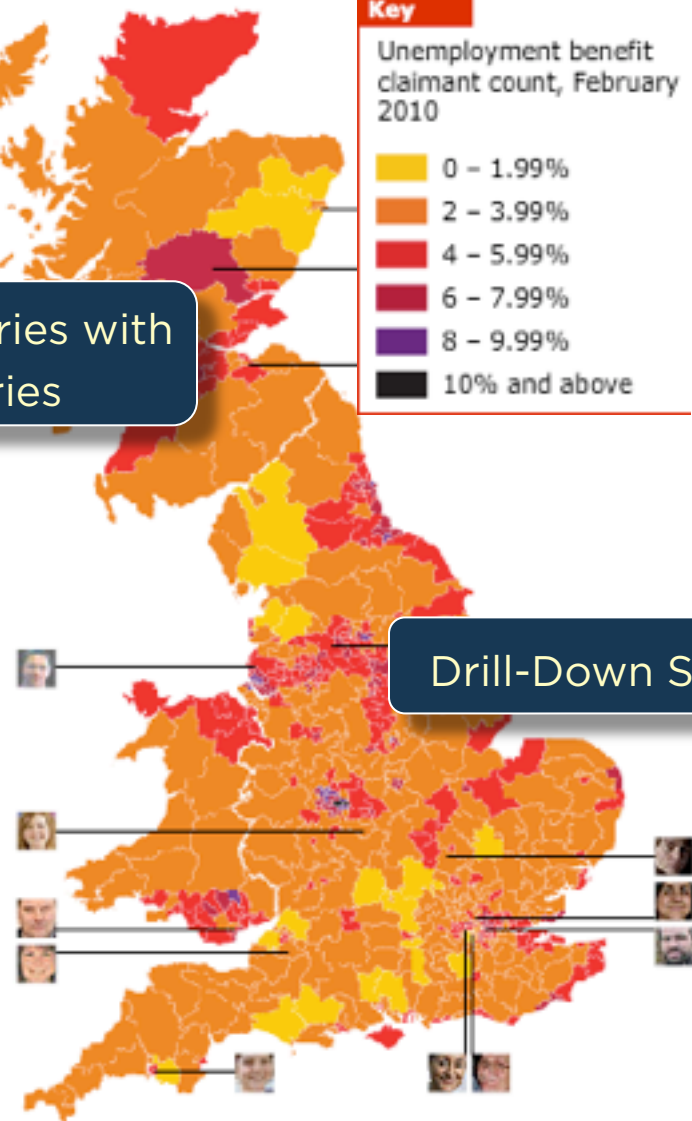 Key
Unemployment benefit
claimant count, February
2010
0 – 1.99%
2 – 3.99%
4 – 5.99%
6 – 7.99%
8 – 9.99%
10% and above
ries with
ries
Drill-Down S